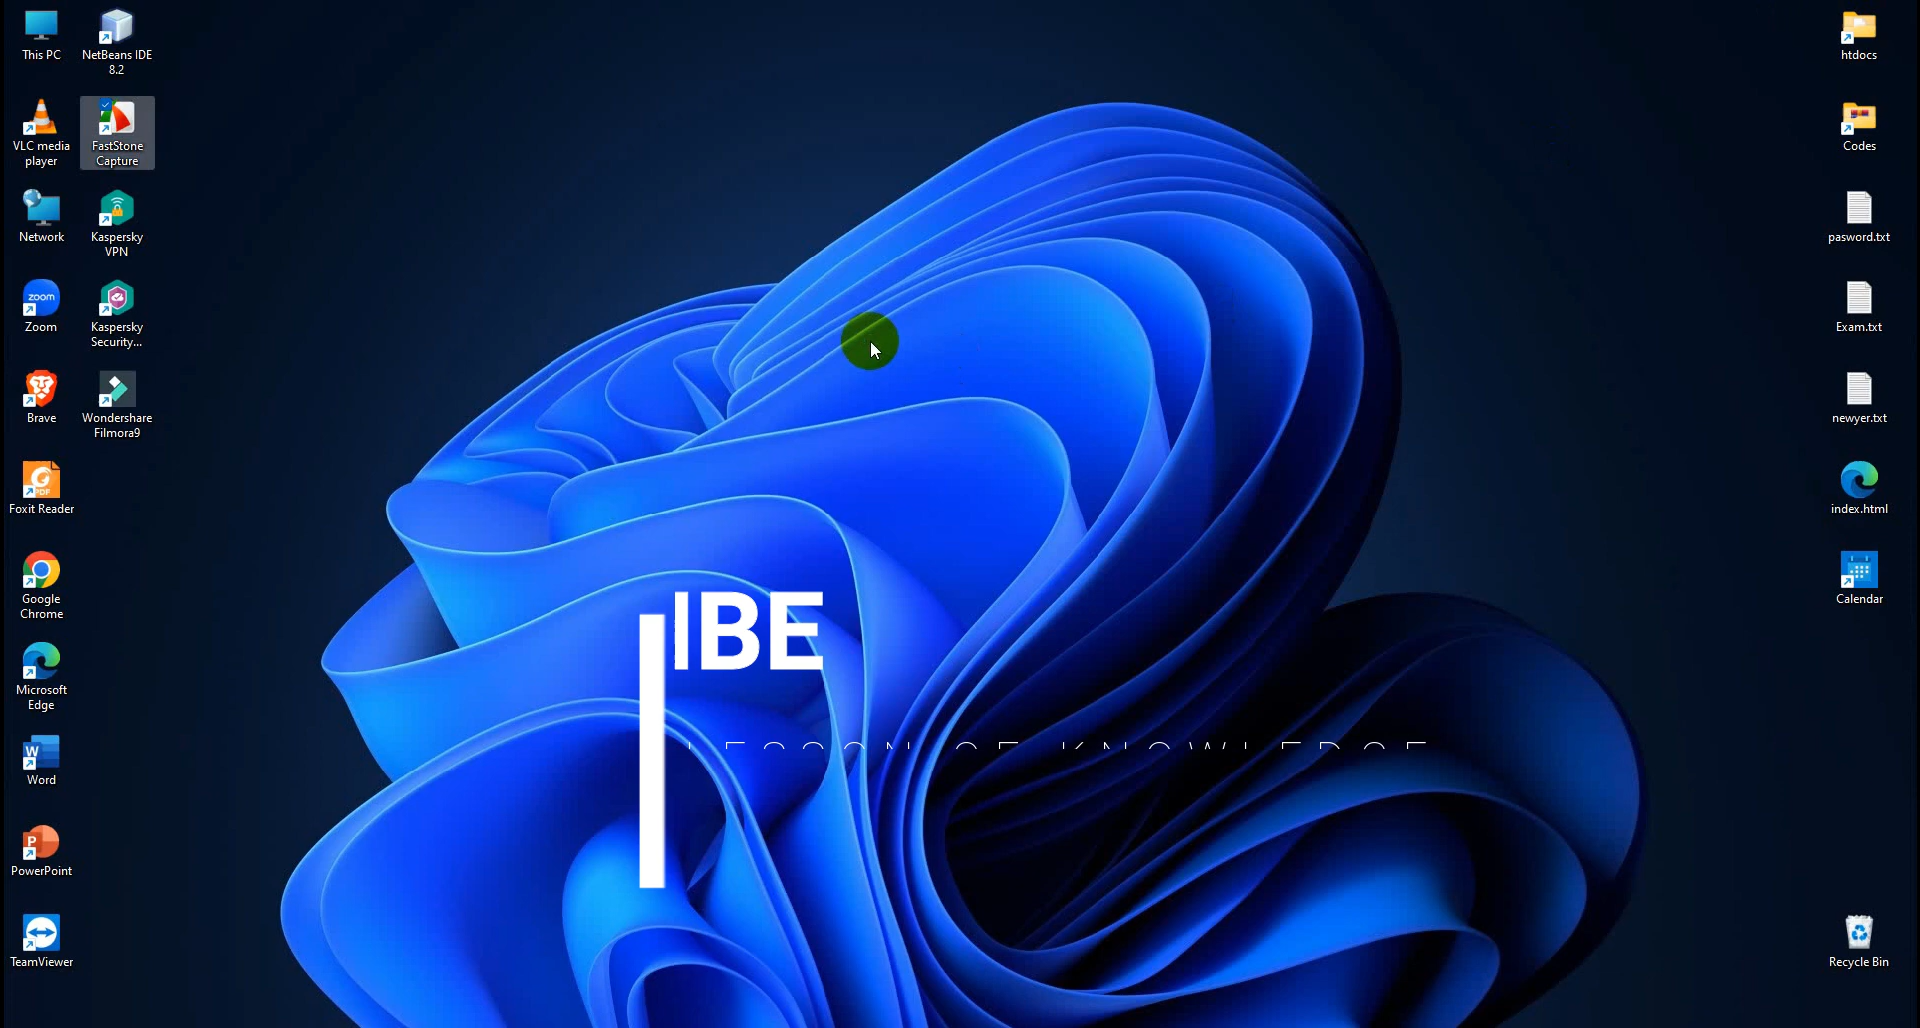 This PC
NetBeans IDE
8.2
VLC media
player
FastStone
Capture
Network
Kaspersky
VPN
zoom
Zoom
Kaspersky
Security...
Brave
Wondershare
Filmora9
PDF
Foxit Reader
Google
Chrome
Microsoft
Edge
W
Word
P
PowerPoint
TeamViewer
IBE
htdocs
Codes
pasword.txt
Exam.txt
newyer.txt
index.html
Calendar
Recycle Bin